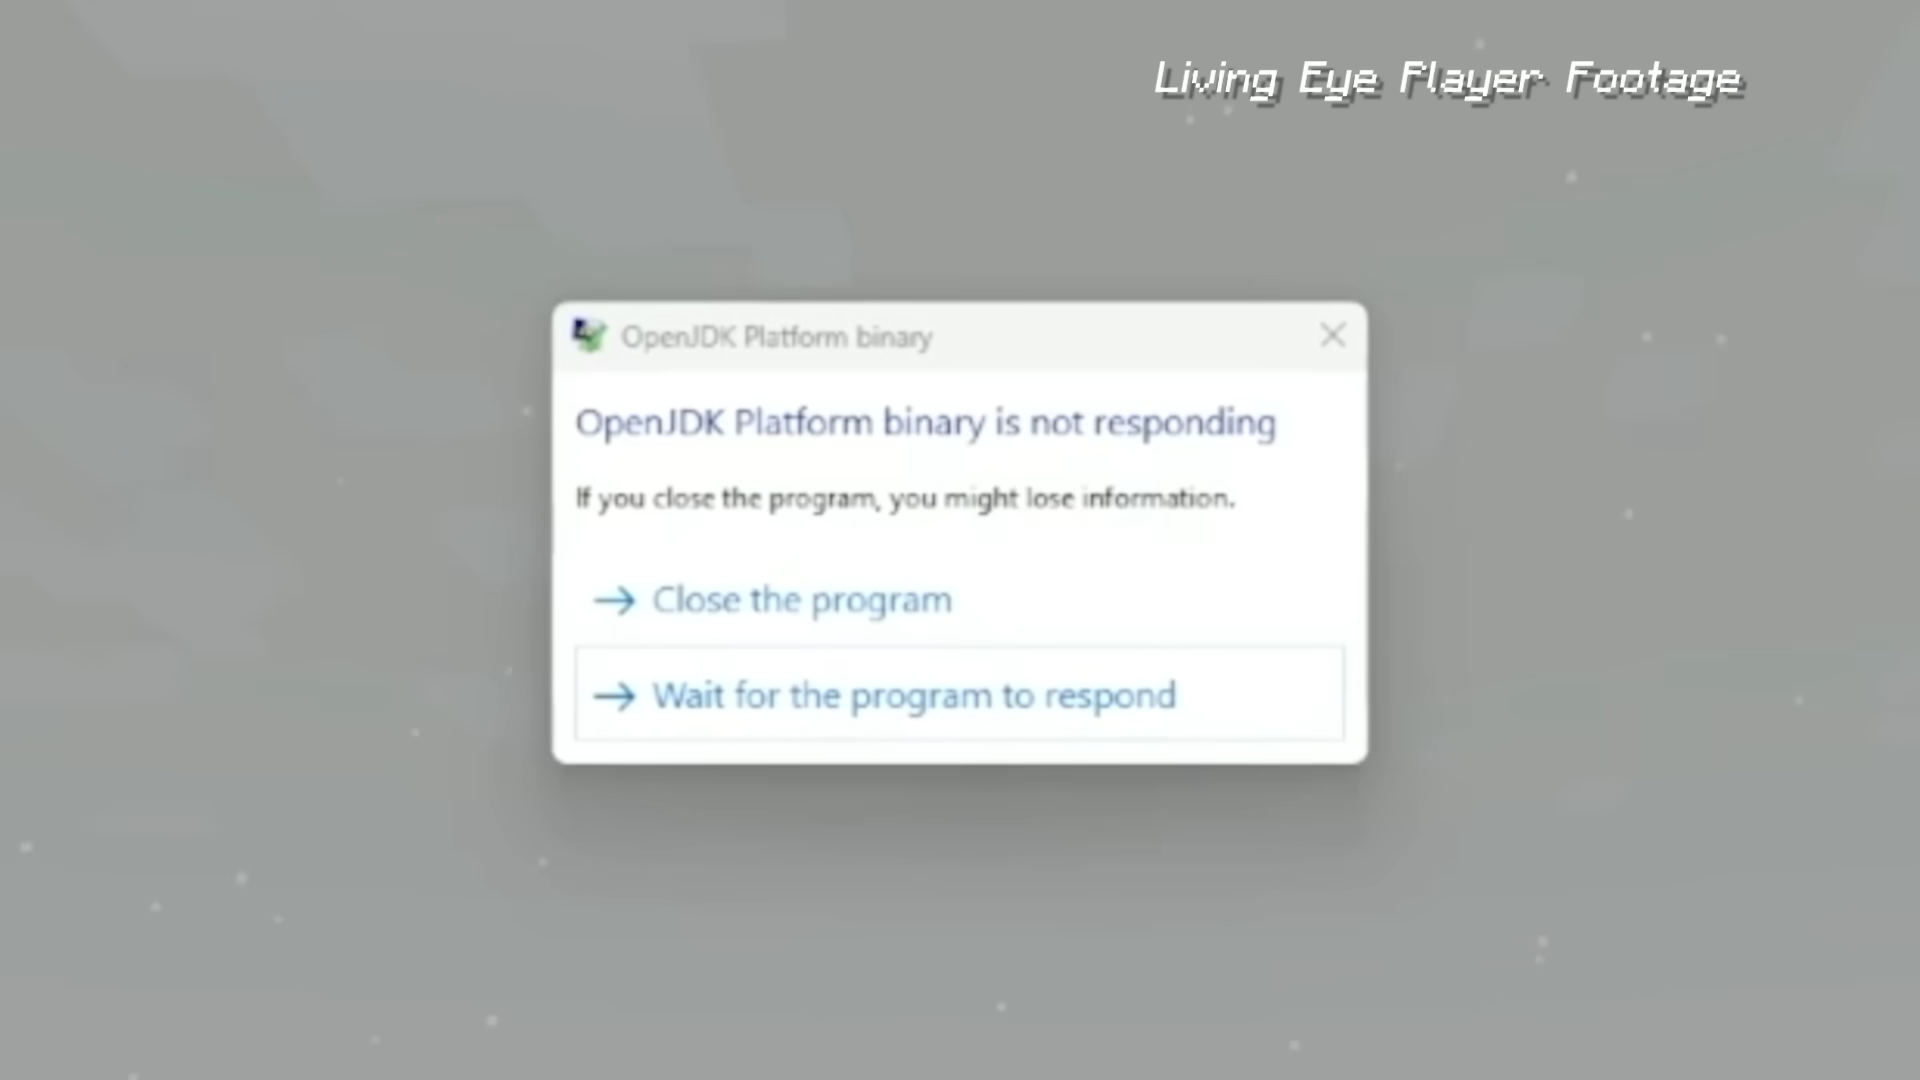 Living Eye Player Footage
OpenJDK Platform binary
OpenJDK Platform binary is not responding
If you close the program, you might lose information.
Close the program
Wait for the program to respond